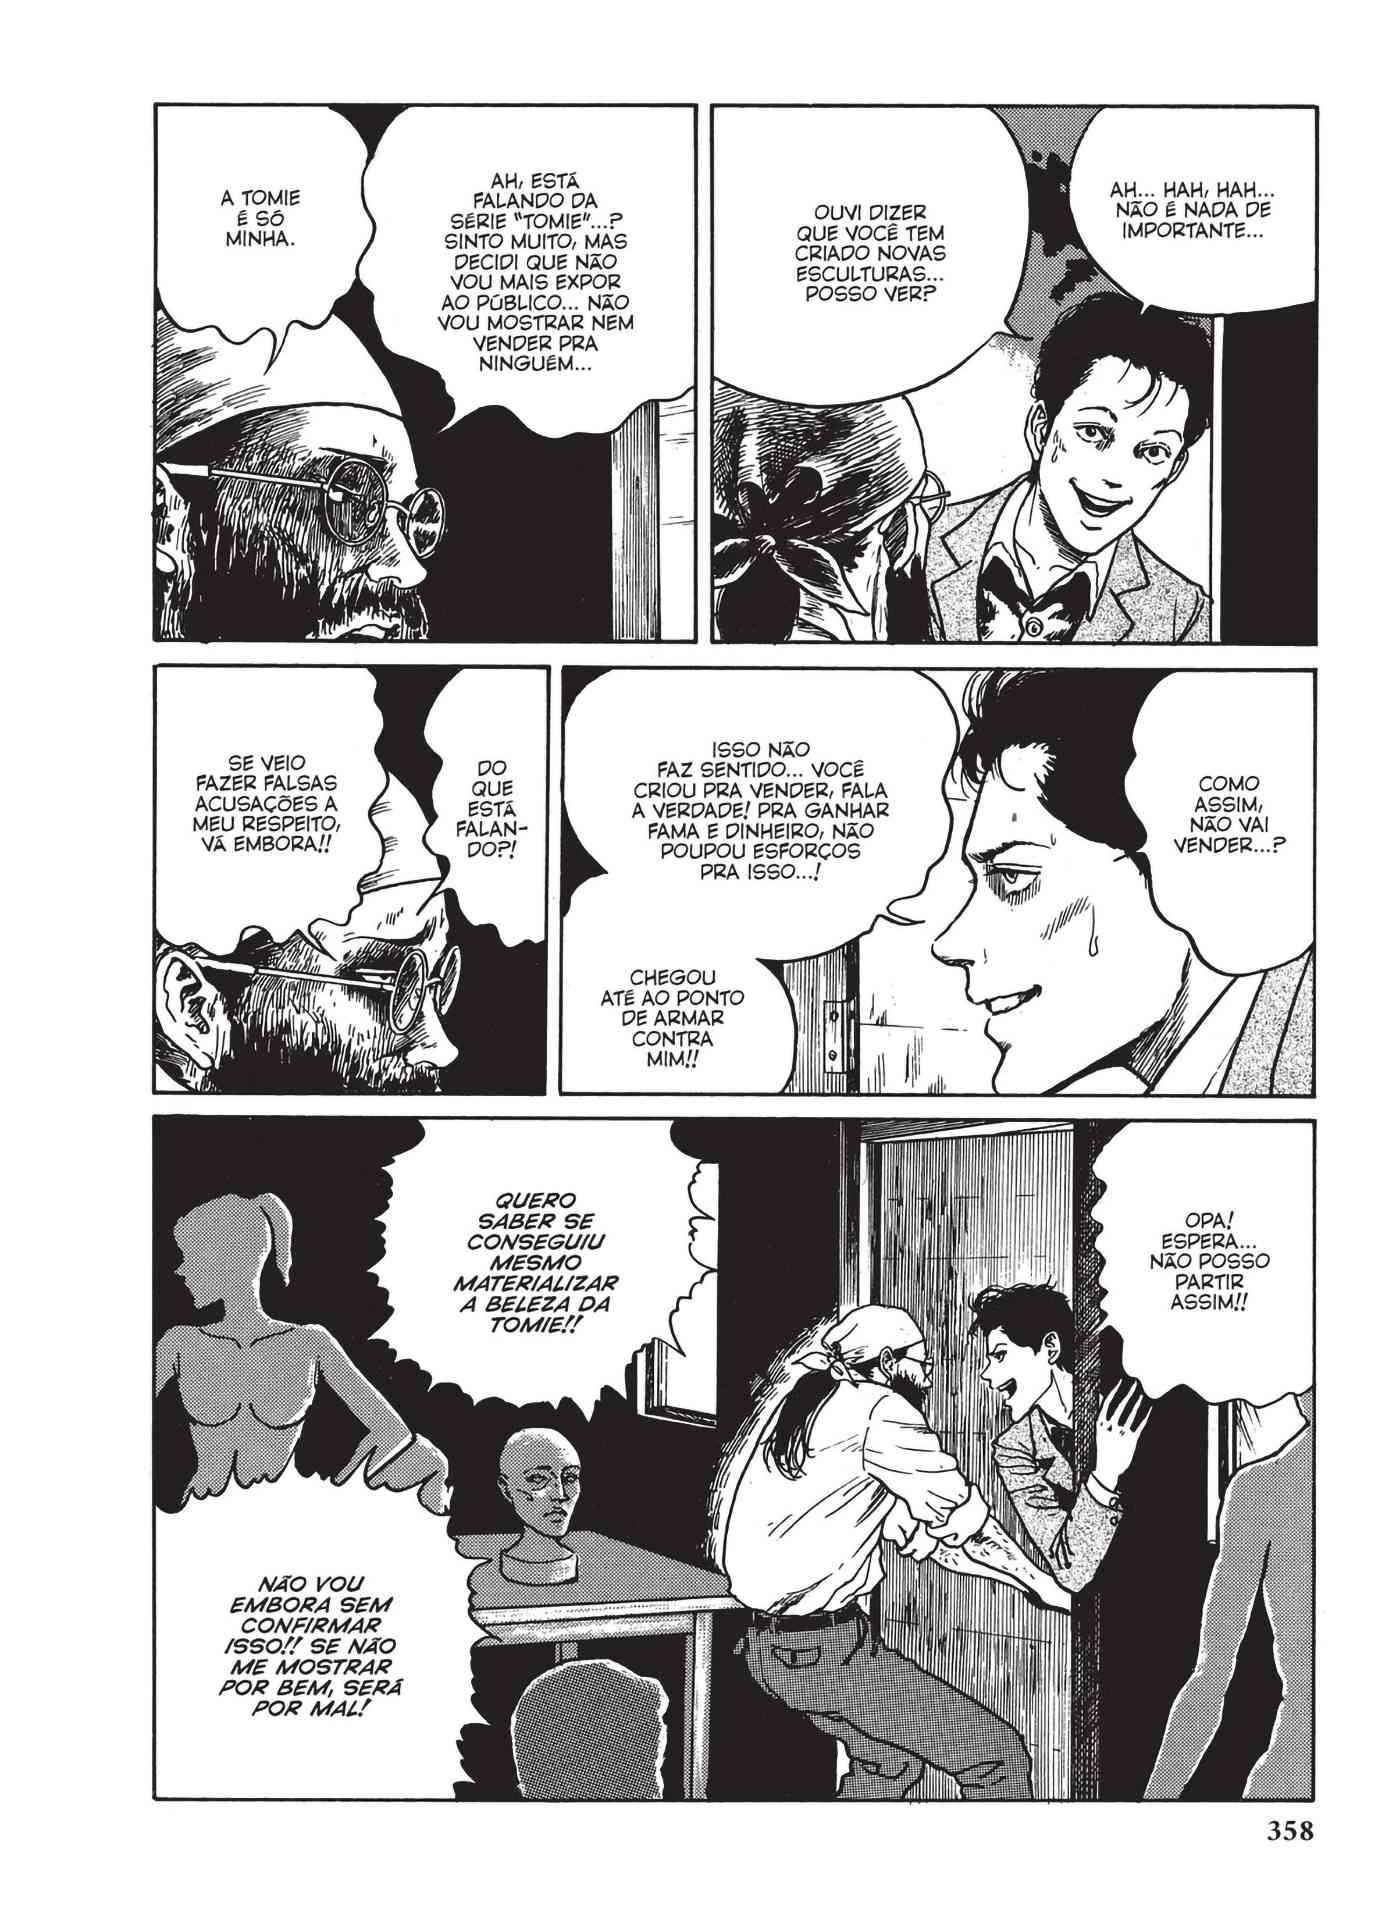 AH... HAH, HAH...
NÃO É NADA DE
IMPORTANTE...
OUVI DIZER
QUE VOCÊ TEM
CRIADO NOVAS
ESCULTURAS...
POSSO VER?
AH, ESTÁ
FALANDO DA
SÉRIE "TOMIE"...?
SINTO MUITO, MAS
DECIDI QUE NÃO
VOU MAIS EXPOR
AO PÚBLICO... NÃO
VOU MOSTRAR NEM
VENDER PRA
NINGUÉM...
A TOMIE
É SÓ
MINHA.
COMO
ASSIM,
NÃO VAI
VENDER...?
ISSO NÃO
FAZ SENTIDO... VOCÊ
CRIOU PRA VENDER, FALA
A VERDADE! PRA GANHAR
FAMA E DINHEIRO, NÃO
POUPOU ESFORÇOS
PRA ISSO...!
CHEGOU
ATÉ AO PONTO
DE ARMAR
CONTRA
MIM!!
DO
QUE
ESTÁ
FALAN-
DO?!
SE VEIO
FAZER FALSAS
ACUSAÇÕES A
MEU RESPEITO,
VÁ EMBORA!!
OPA!
ESPERA...
NÃO POSSO
PARTIR
ASSIM!!
QUERO
SABER SE
CONSEGUIU
MESMO
MATERIALIZAR
A BELEZA DA
TOMIE!!
NÃO VOU
EMBORA SEM
CONFIRMAR
ISSO!! SE NÃO
ME MOSTRAR
POR BEM, SERÁ
POR MAL!
358